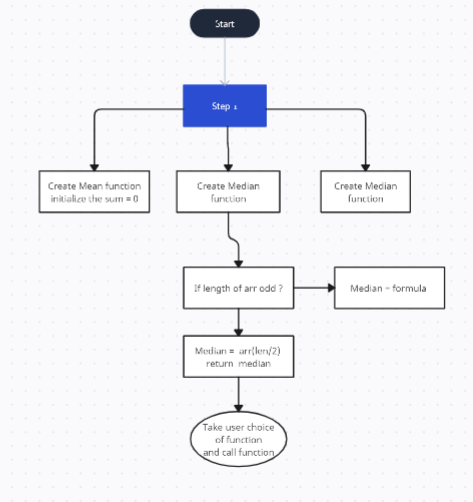 Start
Step 1
Create Mean function
initialize the sum = 0
Create Median
function
Create Median
function
If length of arr odd ?
Median = formula
Median = arr(len/2)
return median
Take user choice
of function
and call function